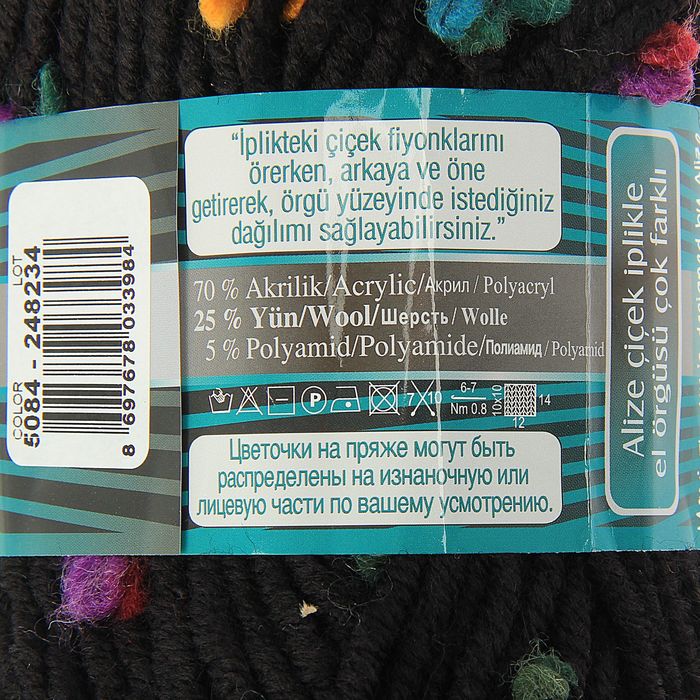 "İplikteki çiçek fiyonklarını
örerken, arkaya ve öne
getirerek, örgü yüzeyinde istediğiniz
dağılımı sağlayabilirsiniz."
70 % Akrilik/Acrylic/Акрил / Polyacryl
25 % Yün/Wool/Шерсть / Wolle
5 % Polyamid/Polyamide/Полиамид / Polyamid
P
7 10
6-7
Nm 0.8
10x10
14
12
Цветочки на пряже могут быть
распределены на изнаночную или
лицевую части по вашему усмотрению.
COLOR LOT
5084 - 248234
8 697678 033984
Alize çiçek iplikle
el örgüsü çok farklı